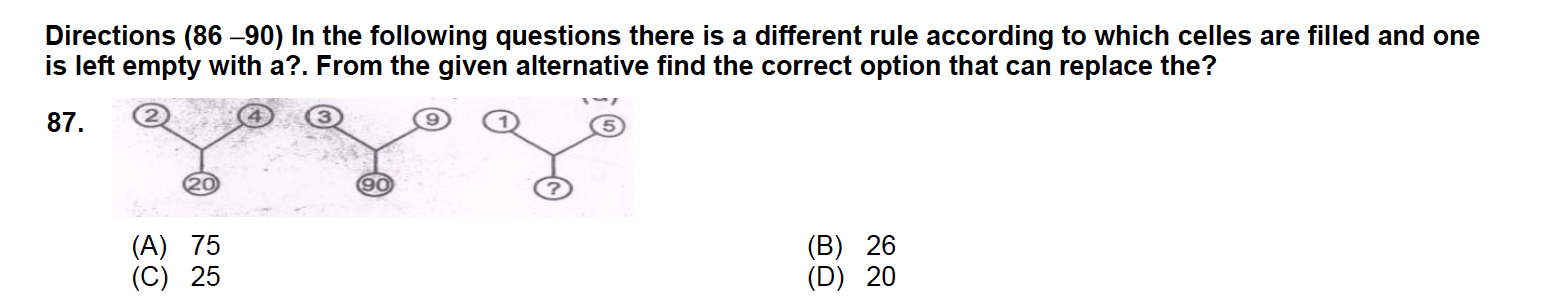 Directions (86 –90) In the following questions there is a different rule according to which celles are filled and one
is left empty with a?. From the given alternative find the correct option that can replace the?
87.
2 4 3 9 1 5
20 90 ?
(A) 75 (B) 26
(C) 25 (D) 20